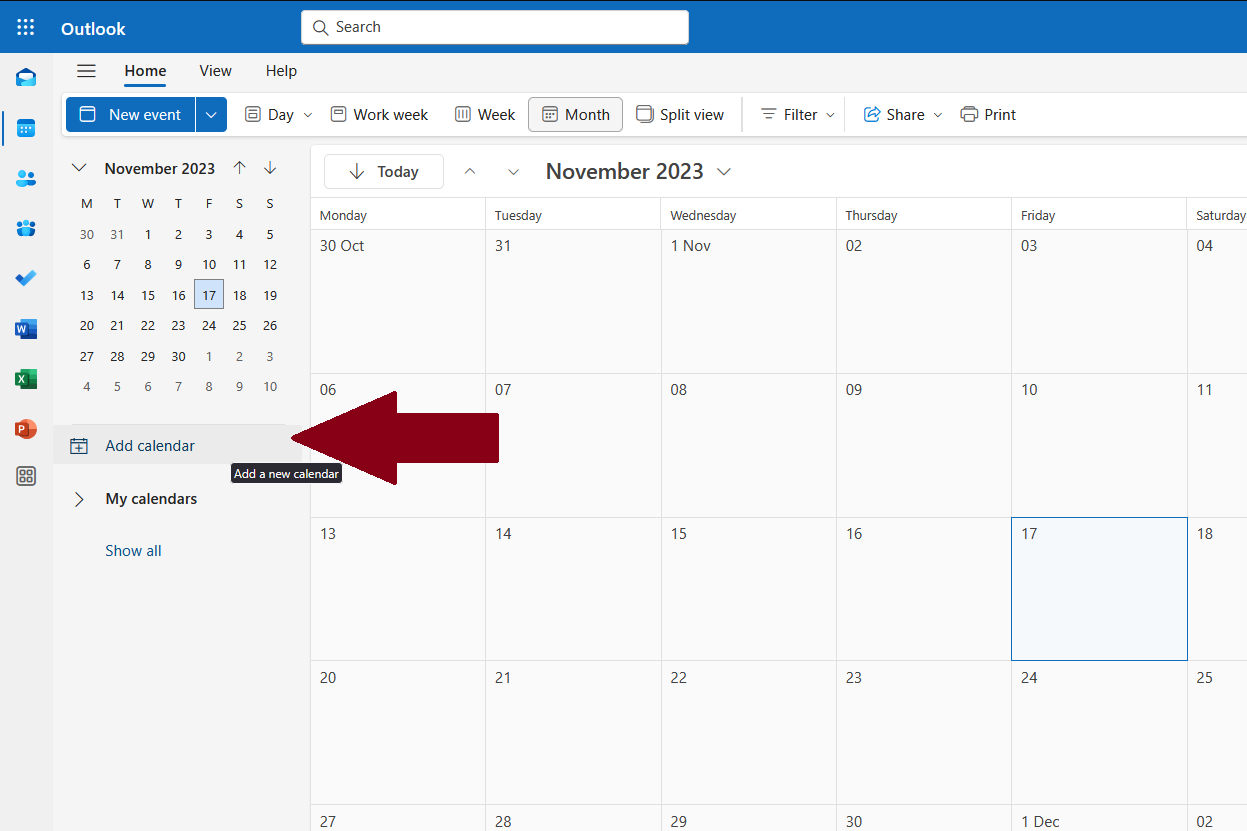 Outlook
Search
Home View Help
New event Day Work week Week Month Split view Filter Share Print
November 2023
M T W T F S S
30 31 1 2 3 4 5
6 7 8 9 10 11 12
13 14 15 16 17 18 19
20 21 22 23 24 25 26
27 28 29 30 1 2 3
4 5 6 7 8 9 10
Add calendar
Add a new calendar
My calendars
Show all
Today November 2023
Monday Tuesday Wednesday Thursday Friday Saturday
30 Oct 31 1 Nov 02 03 04
06 07 08 09 10 11
13 14 15 16 17 18
20 21 22 23 24 25
27 28 29 30 1 Dec 02
W
X
P